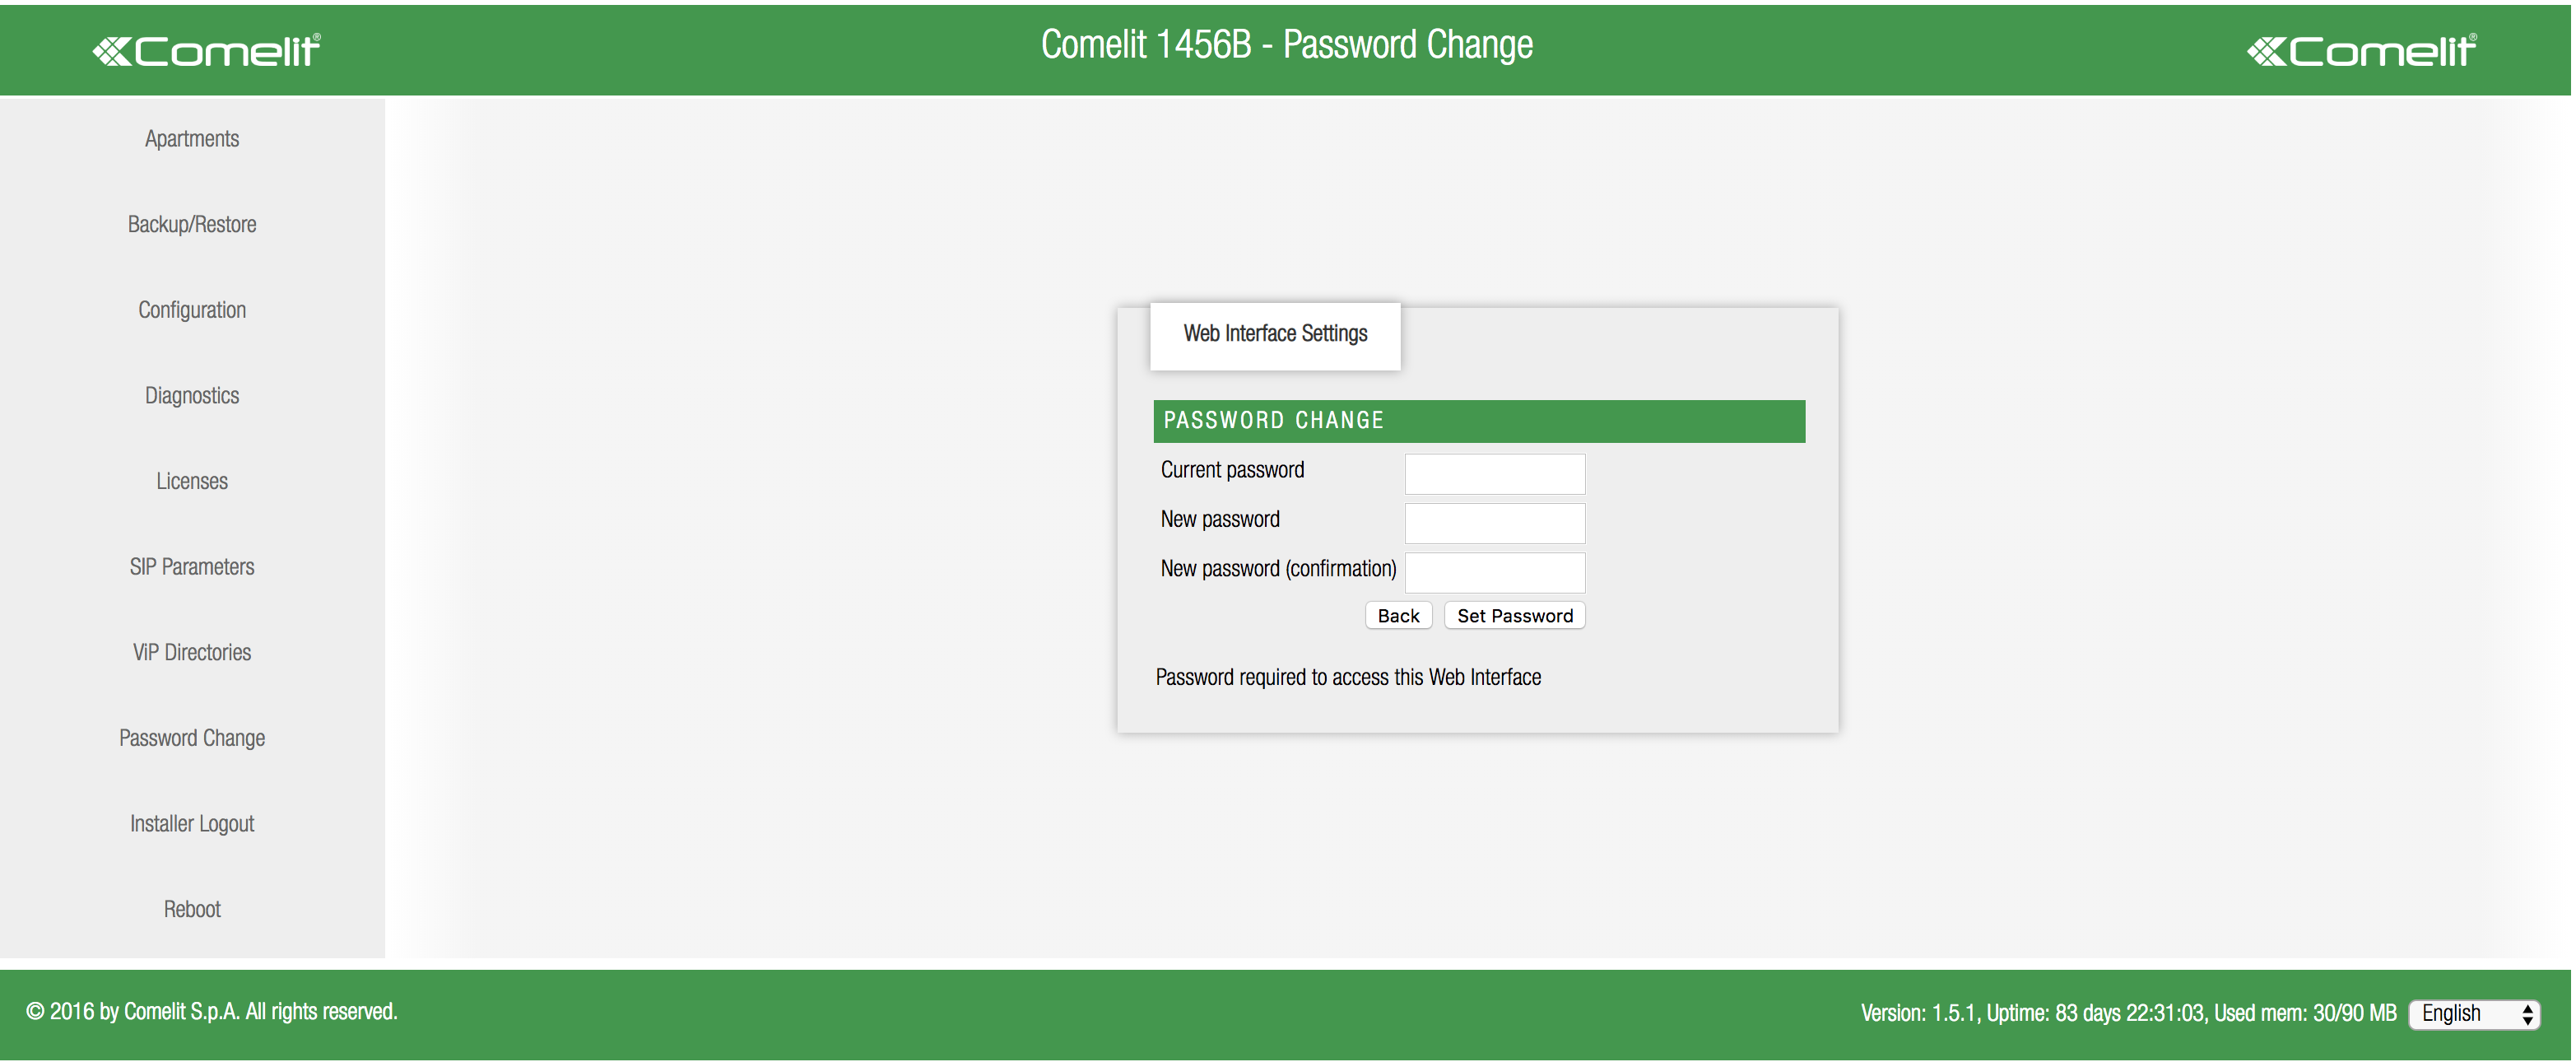 Comelit®
Comelit 1456B - Password Change
Comelit®
Apartments
Backup/Restore
Configuration
Diagnostics
Licenses
SIP Parameters
ViP Directories
Password Change
Installer Logout
Reboot
Web Interface Settings
PASSWORD CHANGE
Current password
New password
New password (confirmation)
Back Set Password
Password required to access this Web Interface
© 2016 by Comelit S.p.A. All rights reserved.
Version: 1.5.1, Uptime: 83 days 22:31:03, Used mem: 30/90 MB English